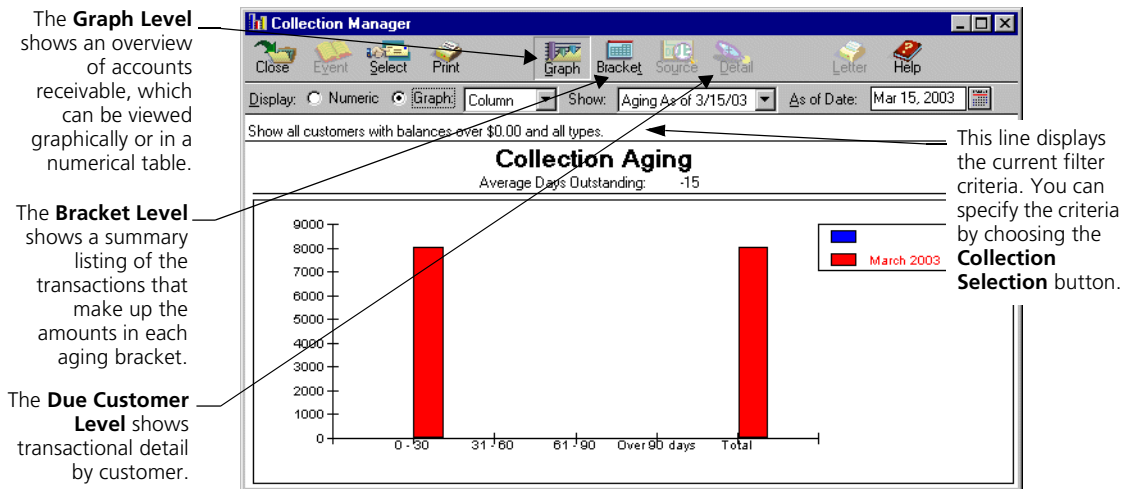 The Graph Level
shows an overview
of accounts
receivable, which
can be viewed
graphically or in a
numerical table.
The Bracket Level
shows a summary
listing of the
transactions that
make up the
amounts in each
aging bracket.
The Due Customer
Level shows
transactional detail
by customer.
Collection Manager
Close Event Select Print Graph Bracket Source Detail Letter Help
Display: Numeric Graph: Column Show: Aging As of 3/15/03 As of Date: Mar 15, 2003
Show all customers with balances over $0.00 and all types.
Collection Aging
Average Days Outstanding: -15
9000
8000
7000
6000
5000
4000
3000
2000
1000
0
0 - 30 31 - 60 61 - 90 Over 90 days Total
March 2003
This line displays
the current filter
criteria. You can
specify the criteria
by choosing the
Collection
Selection button.